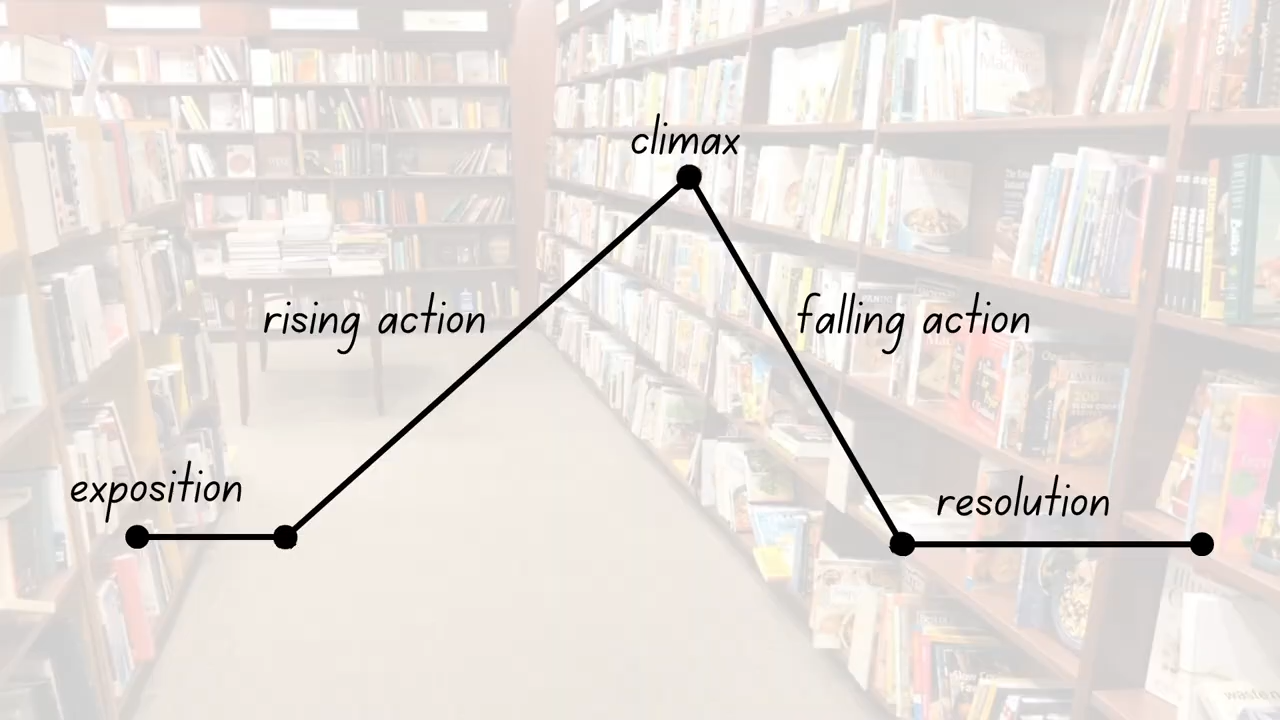 climax
rising action
falling action
exposition
resolution